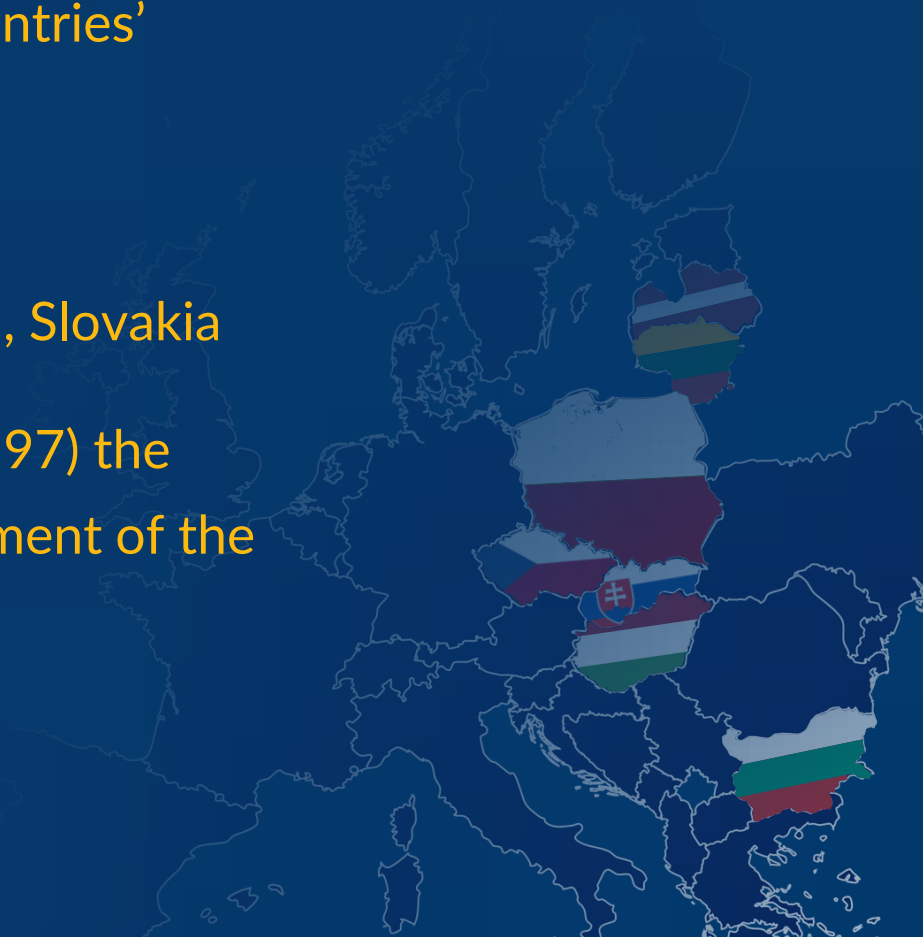 ntries’
, Slovakia
97) the
ment of the